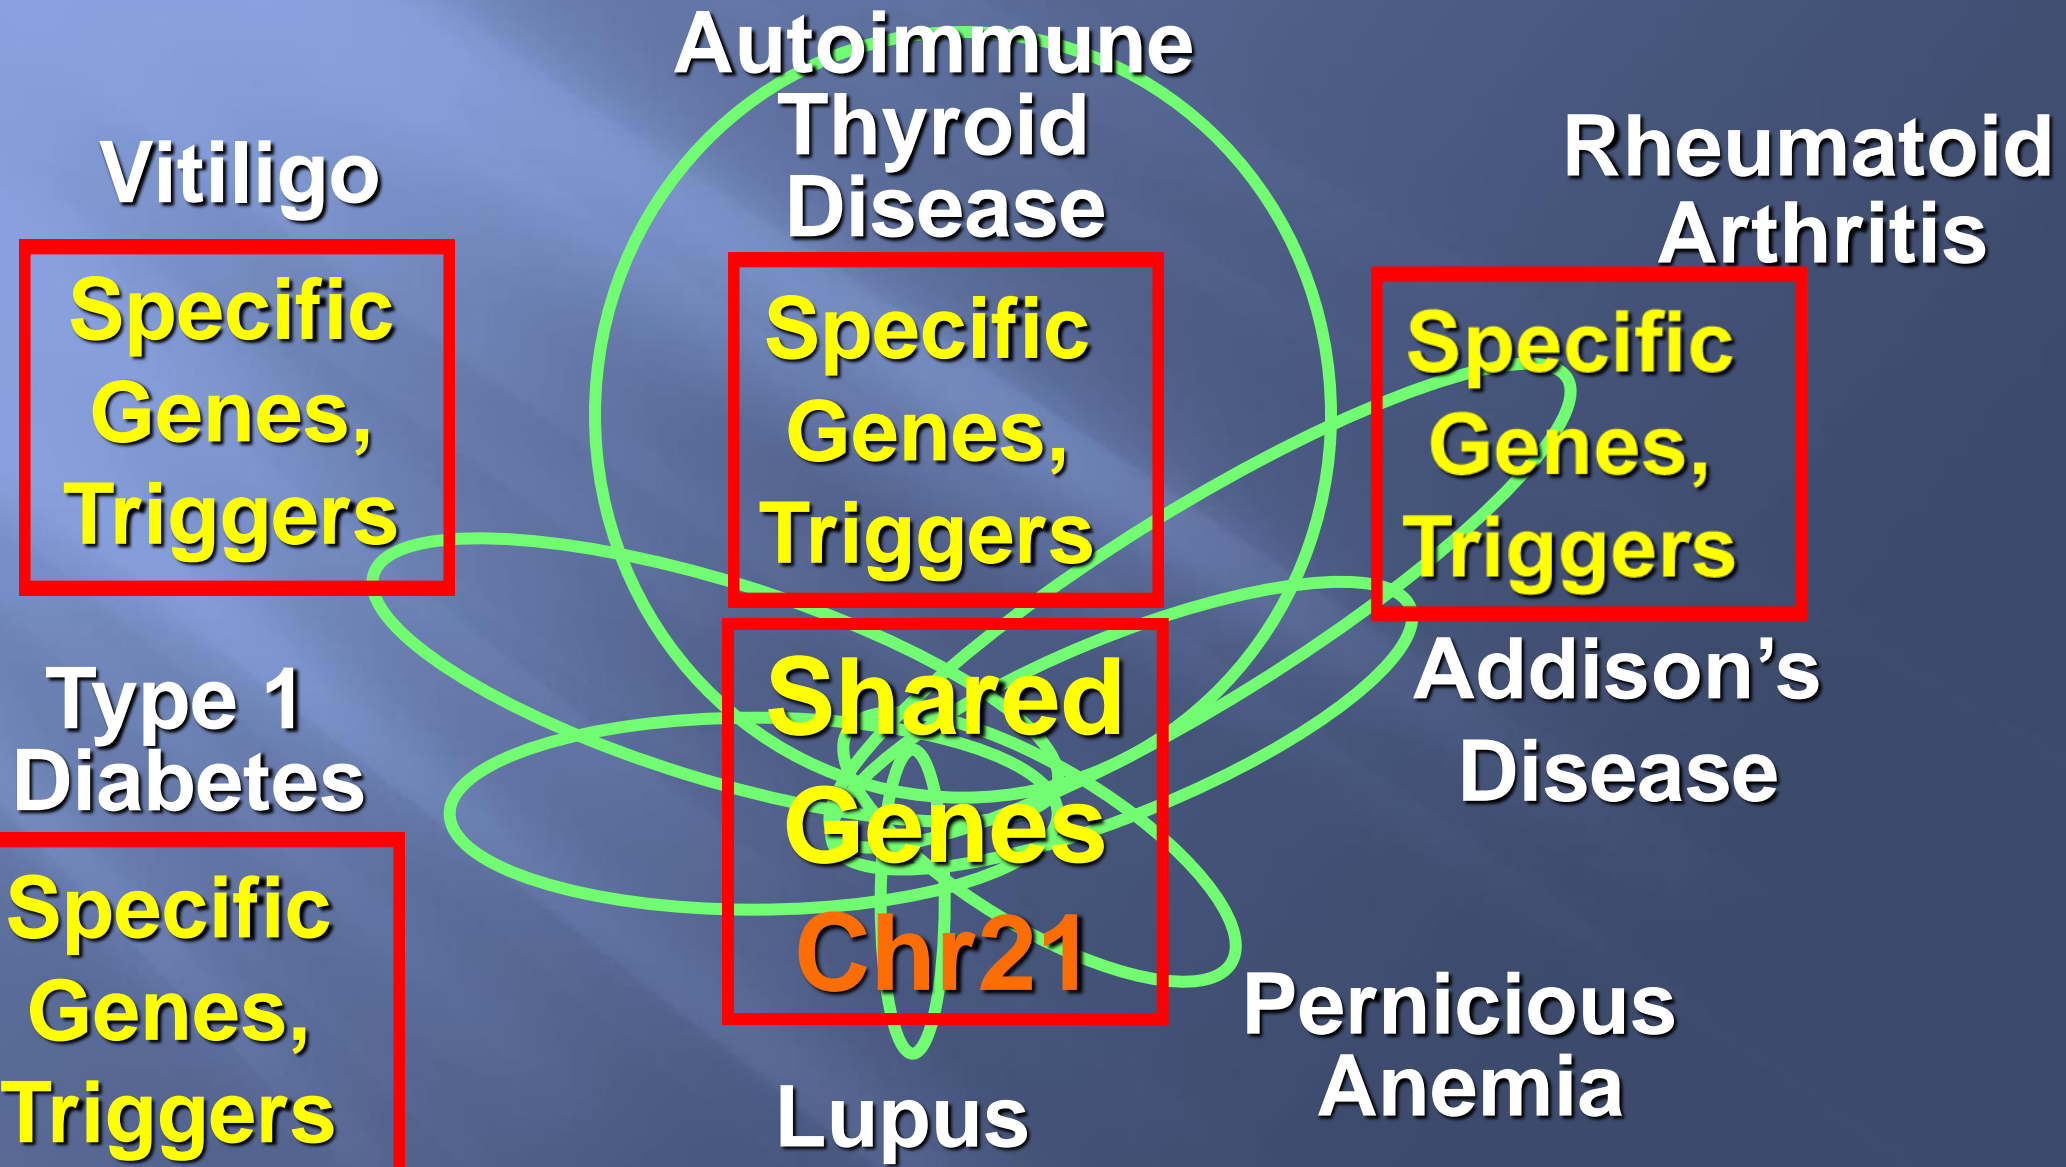 Autoimmune
Thyroid
Disease
Vitiligo
Rheumatoid
Arthritis
Specific
Genes,
Triggers
Specific
Genes,
Triggers
Specific
Genes,
Triggers
Type 1
Diabetes
Shared
Genes
Chr21
Addison’s
Disease
Specific
Genes,
Triggers
Pernicious
Anemia
Lupus